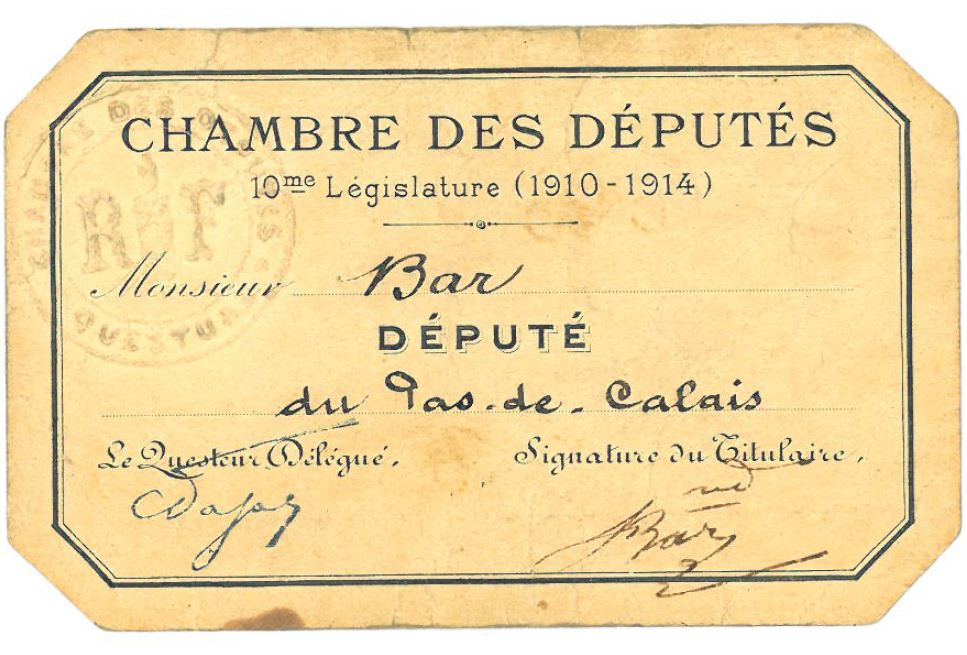 CHAMBRE DES DÉPUTÉS
10me Législature (1910-1914)
Monsieur Bar
DÉPUTÉ
du Pas-de-Calais
Le Questeur Délégué, Signature du Titulaire,
Bar